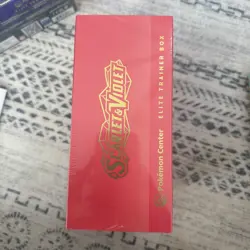 SCARLET & VIOLET
Pokémon Center
ELITE TRAINER BOX